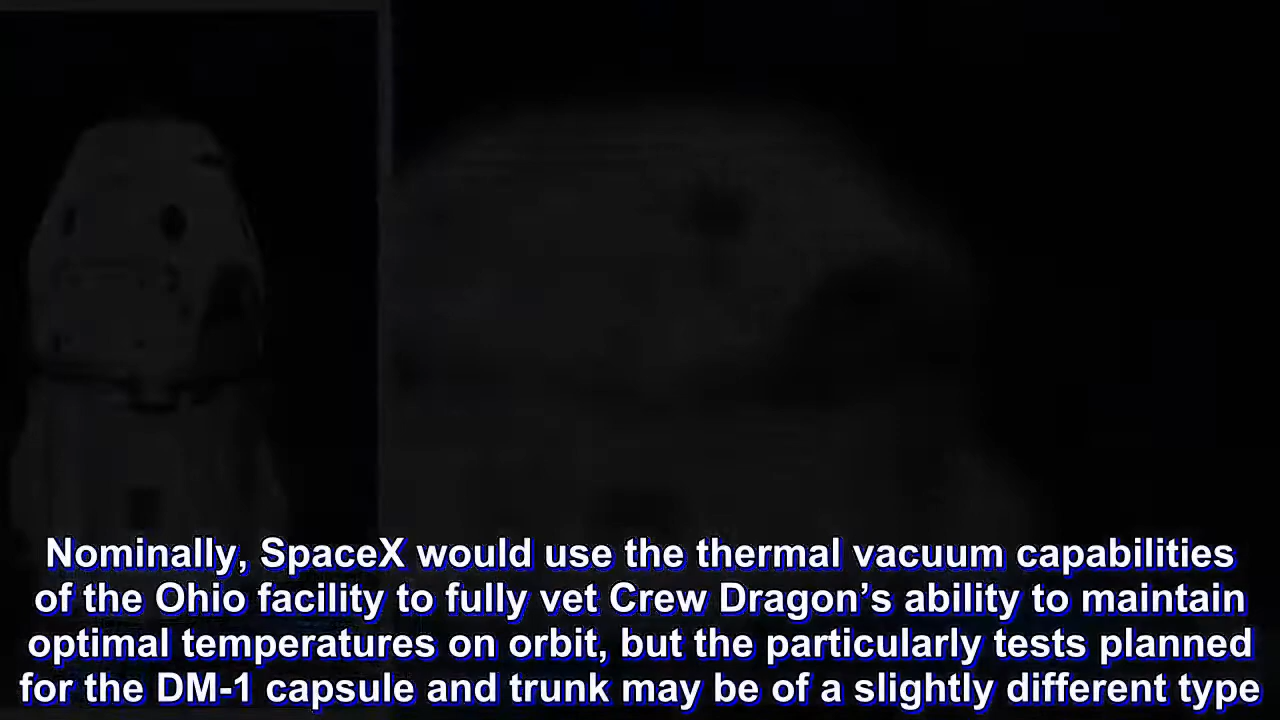 Nominally, SpaceX would use the thermal vacuum capabilities
of the Ohio facility to fully vet Crew Dragon’s ability to maintain
optimal temperatures on orbit, but the particularly tests planned
for the DM-1 capsule and trunk may be of a slightly different type